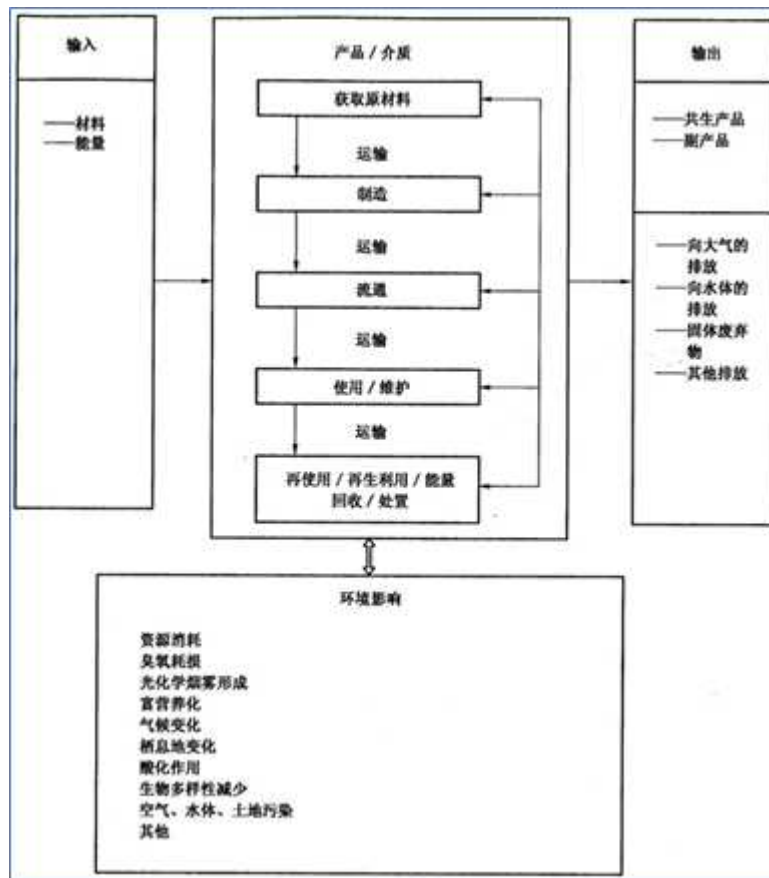 输入
——材料
——能量
产品 / 介质
获取原材料
运输
制造
运输
流通
运输
使用 / 维护
运输
再使用 / 再生利用 / 能量
回收 / 处置
输出
——共生产品
——副产品
——向大气的
排放
——向水体的
排放
——固体废弃
物
——其他排放
环境影响
资源消耗
臭氧耗损
光化学烟雾形成
富营养化
气候变化
栖息地变化
酸化作用
生物多样性减少
空气、水体、土地污染
其他